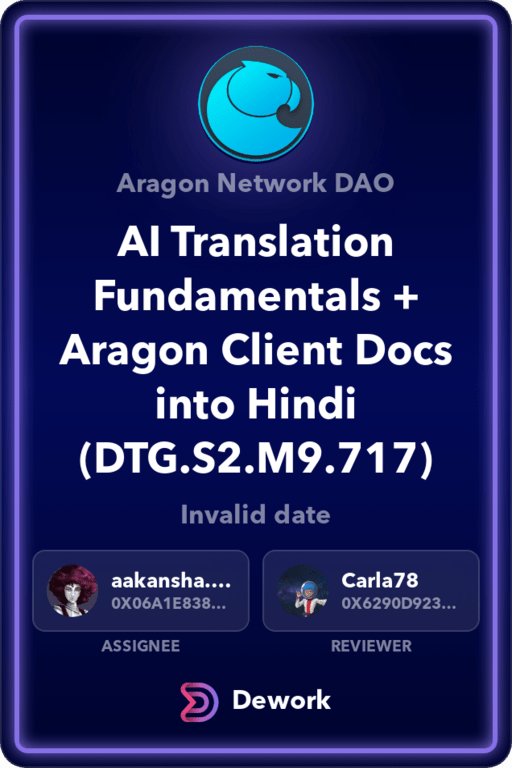 Aragon Network DAO
AI Translation
Fundamentals +
Aragon Client Docs
into Hindi
(DTG.S2.M9.717)
Invalid date
aakansha....
0X06A1E838...
Carla78
0X6290D923...
ASSIGNEE
REVIEWER
Dework